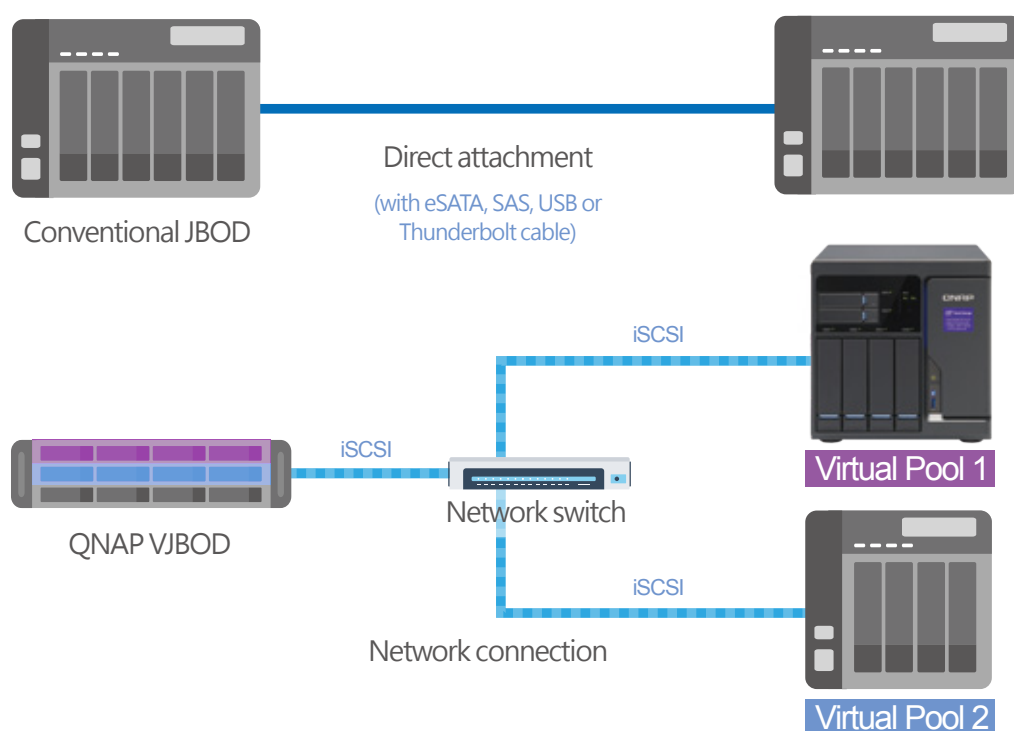 Direct attachment
(with eSATA, SAS, USB or
Thunderbolt cable)
Conventional JBOD
iSCSI
QNAP
iSCSI
Virtual Pool 1
Network switch
QNAP VJBOD
iSCSI
Network connection
Virtual Pool 2